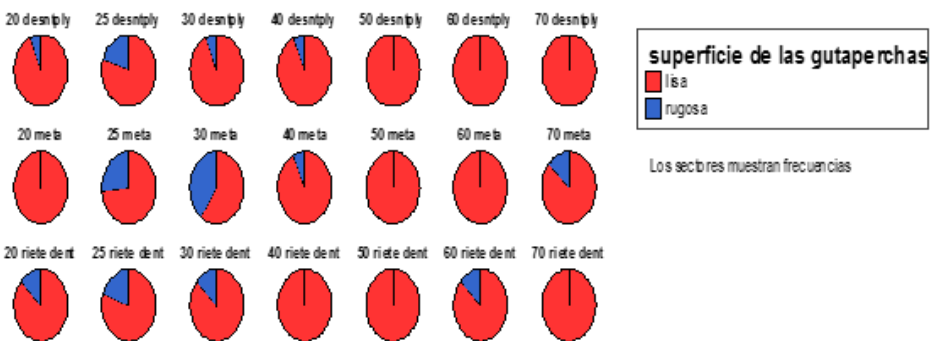 20 desntply 25 desntply 30 desntply 40 desntply 50 desntply 60 desntply 70 desntply
superficie de las gutaperchas
lisa
rugosa
20 meta 25 meta 30 meta 40 meta 50 meta 60 meta 70 meta
Los sectores muestran frecuencias
20 riete dent 25 riete dent 30 riete dent 40 riete dent 50 riete dent 60 riete dent 70 riete dent